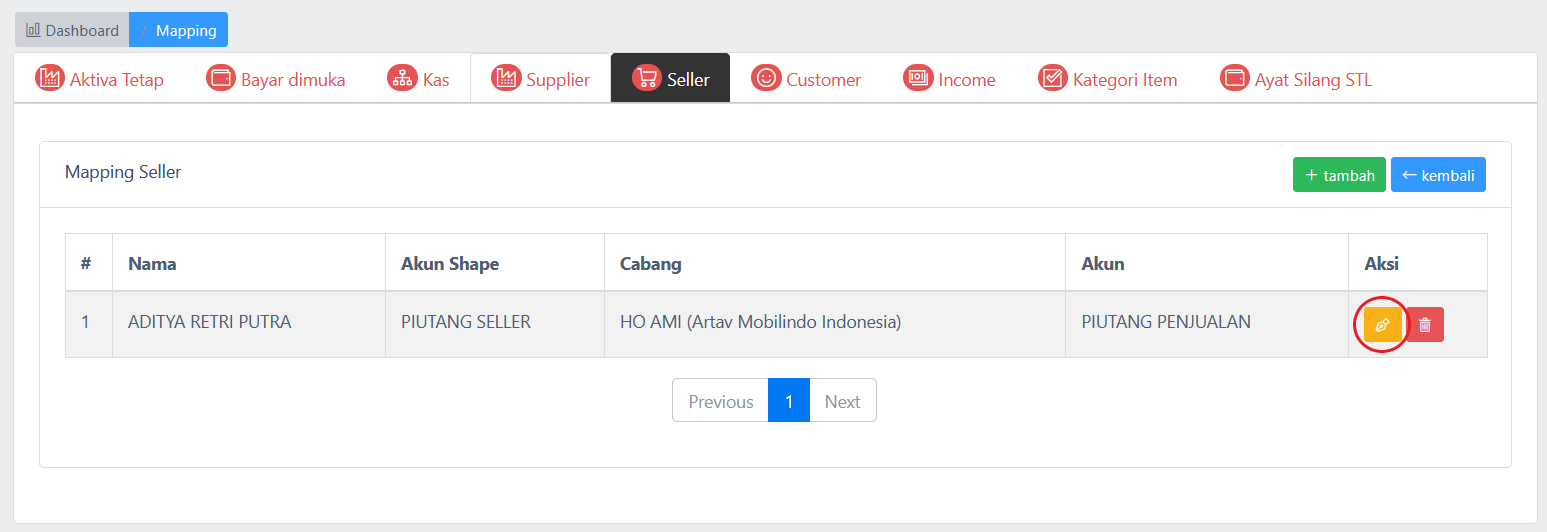 Dashboard / Mapping
Aktiva Tetap Bayar dimuka Kas Supplier Seller Customer Income Kategori Item Ayat Silang STL
Mapping Seller + tambah ← kembali
# Nama Akun Shape Cabang Akun Aksi
1 ADITYA RETRI PUTRA PIUTANG SELLER HO AMI (Artav Mobilindo Indonesia) PIUTANG PENJUALAN
Previous 1 Next